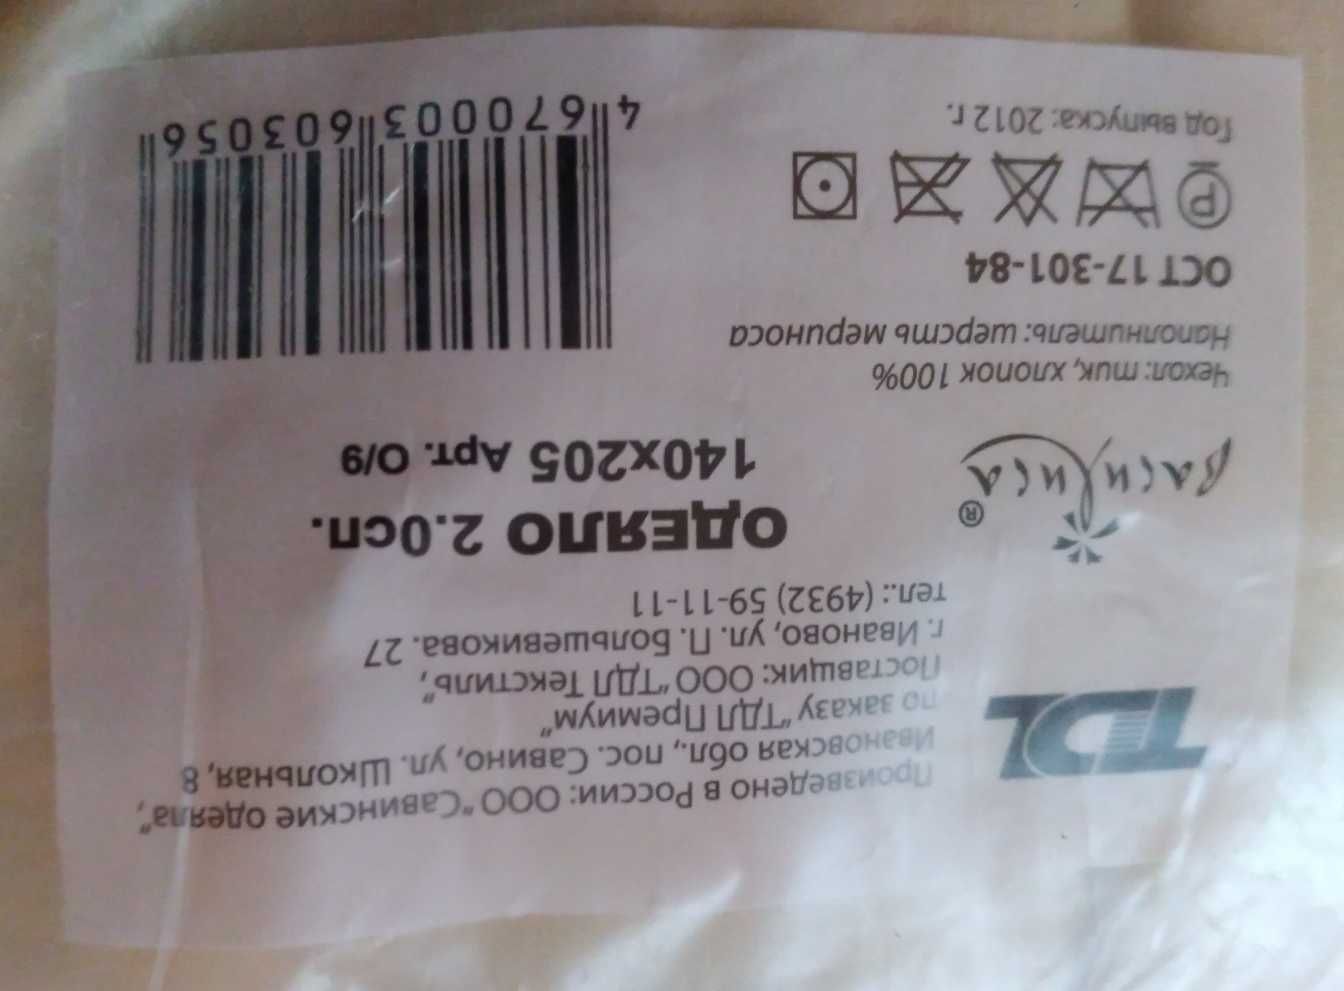 TDL
Произведено в России: ООО "Савинские одеяла",
Ивановская обл., пос. Савино, ул. Школьная, 8
по заказу "ТДЛ Премиум"
Поставщик: ООО "ТДЛ Текстиль",
г. Иваново, ул. П. Большевикова. 27
тел.: (4932) 59-11-11
Василиса ®
ОДЕЯЛО 2.0сп.
140х205 Арт. О/9
Чехол: тик, хлопок 100%
Наполнитель: шерсть мериноса
ОСТ 17-301-84
P
Год выпуска: 2012 г.
4 670003 603056